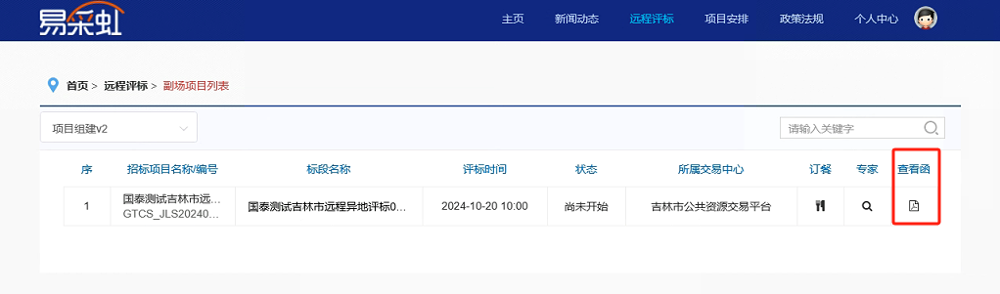 易采虹
主页 新闻动态 远程评标 项目安排 政策法规 个人中心
首页 > 远程评标 > 副场项目列表
项目组建v2
请输入关键字
序 招标项目名称/编号 标段名称 评标时间 状态 所属交易中心 订餐 专家 查看函
1 国泰测试吉林市远... 国泰测试吉林市远程异地评标0... 2024-10-20 10:00 尚未开始 吉林市公共资源交易平台
GTCS_JLS20240...